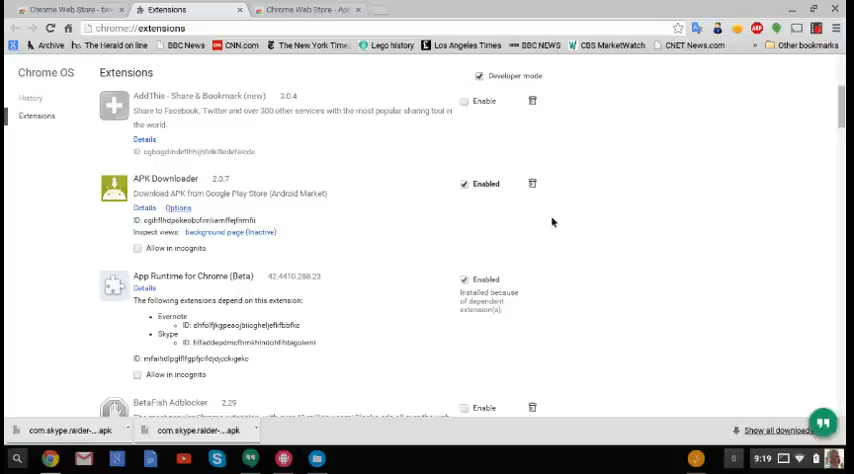 Chrome Web Store - tw
Extensions
Chrome Web Store - Ap
chrome://extensions
Archive
The Herald on line
BBC News
CNN.com
The New York Times
Lego history
Los Angeles Times
BBC NEWS
CBS MarketWatch
CNET News.com
»
Other bookmarks
Chrome OS
History
Extensions
Extensions
Developer mode
AddThis - Share & Bookmark (new) 3.0.4
Share to Facebook, Twitter and over 300 other services with the most popular sharing tool in
the world.
Details
Enable
APK Downloader 2.0.7
Download APK from Google Play Store (Android Market)
Details Options
Inspect views: background page (Inactive)
Allow in incognito
Enabled
App Runtime for Chrome (Beta) 42.4410.288.23
Details
The following extensions depend on this extension:
Evernote
Skype
Allow in incognito
Enabled
Installed because
of dependent
extension(s).
BetaFish Adblocker 2.29
Enable
com.skype.raider-....apk
com.skype.raider-....apk
Show all downloads
9:19